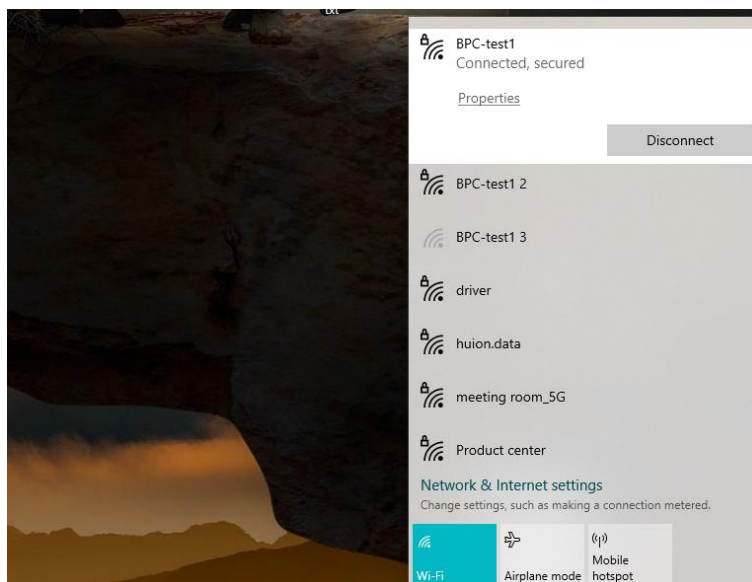 txt
BPC-test1
Connected, secured
Properties
Disconnect
BPC-test1 2
BPC-test1 3
driver
huion.data
meeting room_5G
Product center
Network & Internet settings
Change settings, such as making a connection metered.
Wi-Fi
Airplane mode
Mobile
hotspot